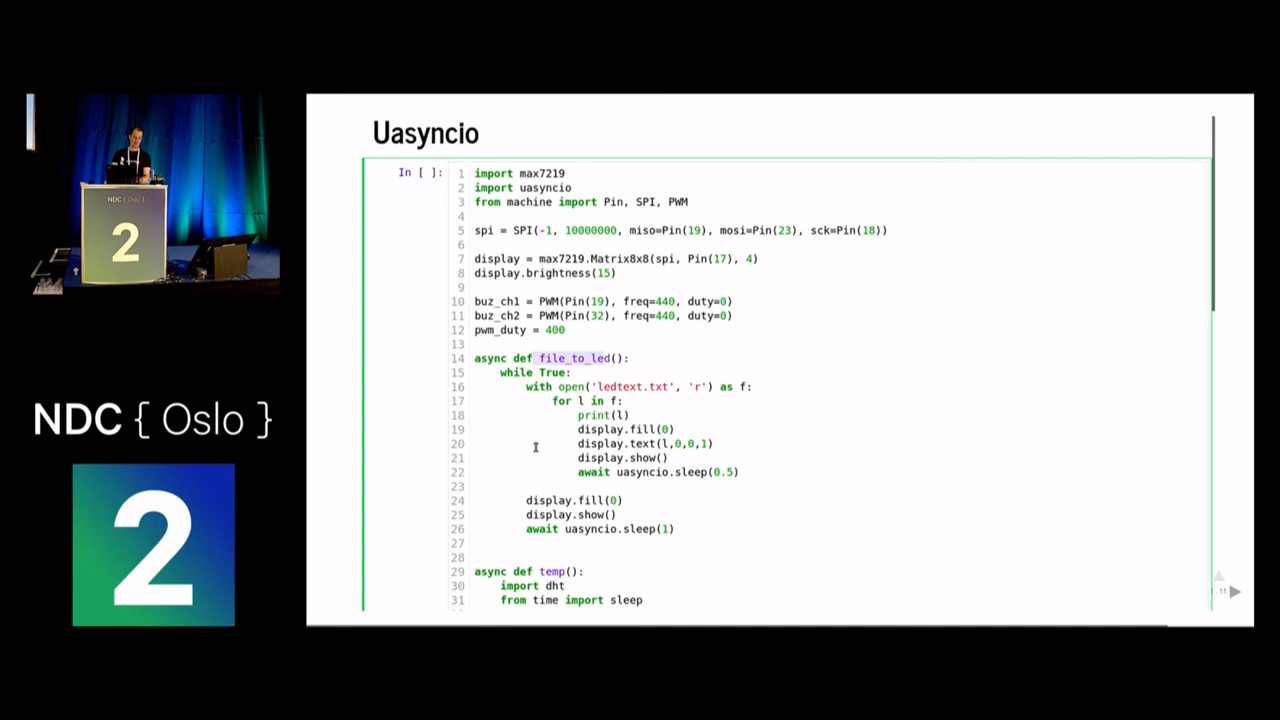 NDC { Oslo }
2
NDC { Oslo }
2
Uasyncio
In [ ]:
1 import max7219
2 import uasyncio
3 from machine import Pin, SPI, PWM
4
5 spi = SPI(-1, 10000000, miso=Pin(19), mosi=Pin(23), sck=Pin(18))
6
7 display = max7219.Matrix8x8(spi, Pin(17), 4)
8 display.brightness(15)
9
10 buz_ch1 = PWM(Pin(19), freq=440, duty=0)
11 buz_ch2 = PWM(Pin(32), freq=440, duty=0)
12 pwm_duty = 400
13
14 async def file_to_led():
15 while True:
16 with open('ledtext.txt', 'r') as f:
17 for l in f:
18 print(l)
19 display.fill(0)
20 display.text(l,0,0,1)
21 display.show()
22 await uasyncio.sleep(0.5)
23
24 display.fill(0)
25 display.show()
26 await uasyncio.sleep(1)
27
28
29 async def temp():
30 import dht
31 from time import sleep